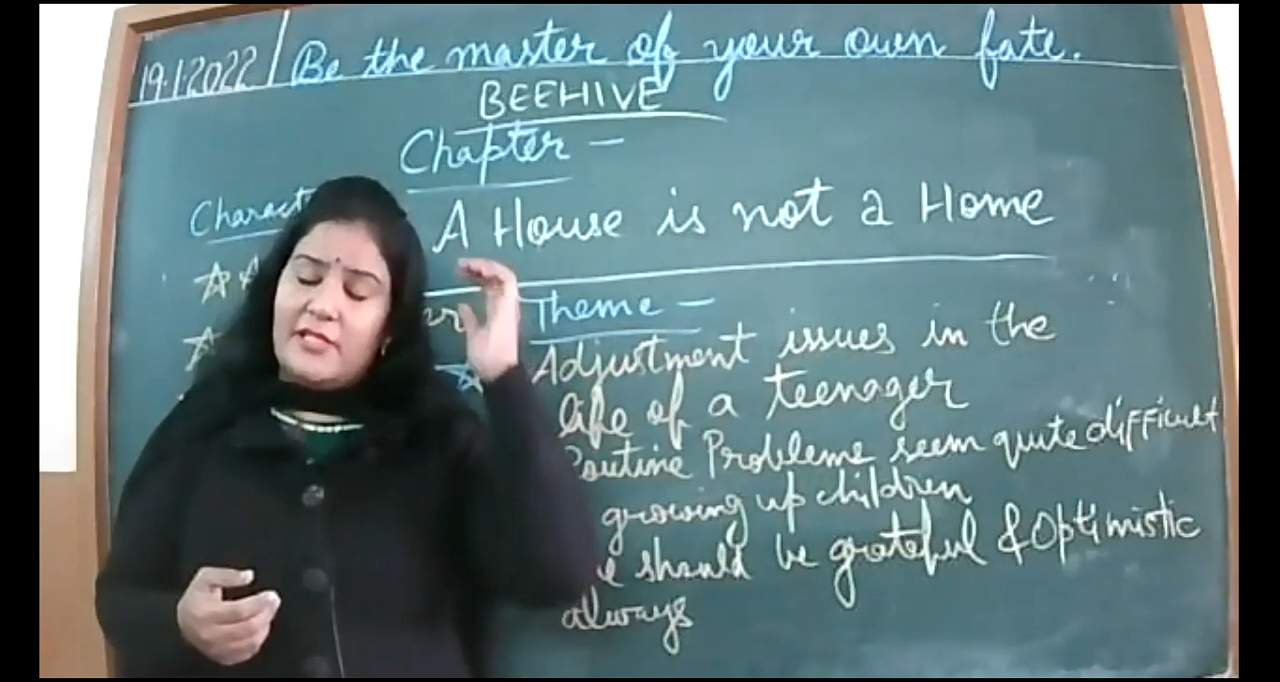 19.1.2022 Be the master of your own fate.
BEEHIVE
Chapter -
A House is not a Home
Theme -
Adjustment issues in the
life of a teenager
Routine Problems seem quite difficult
growing up children
should be grateful & Optimistic
always